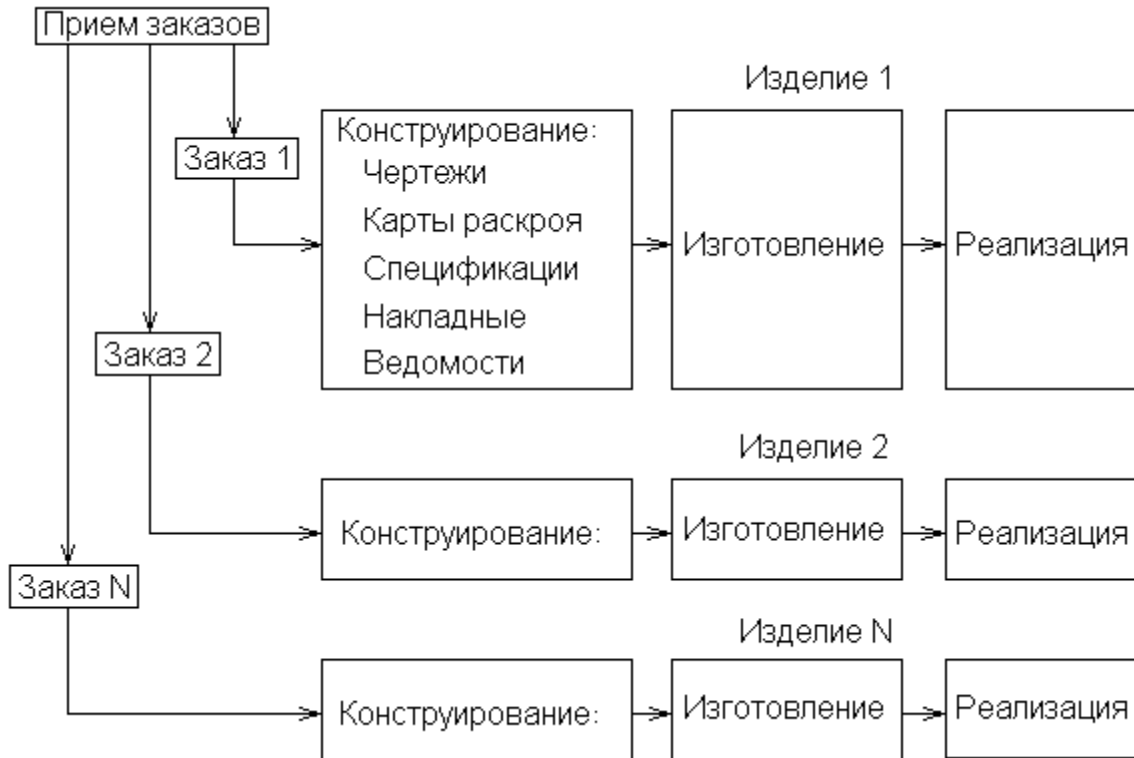 Прием заказов
Изделие 1
Заказ 1
Конструирование:
Чертежи
Карты раскроя
Спецификации
Накладные
Ведомости
Изготовление
Реализация
Заказ 2
Изделие 2
Конструирование:
Изготовление
Реализация
Заказ N
Изделие N
Конструирование:
Изготовление
Реализация